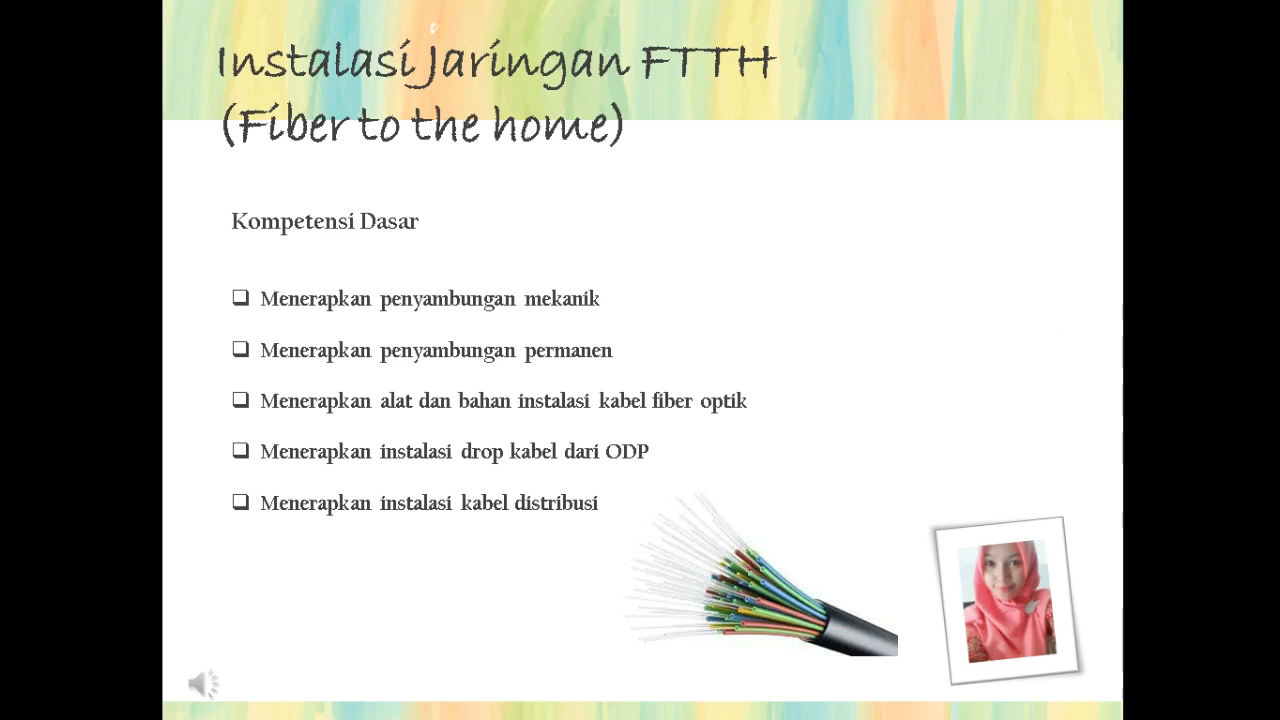 Instalasi Jaringan FTTH
(Fiber to the home)
Kompetensi Dasar
Menerapkan penyambungan mekanik
Menerapkan penyambungan permanen
Menerapkan alat dan bahan instalasi kabel fiber optik
Menerapkan instalasi drop kabel dari ODP
Menerapkan instalasi kabel distribusi